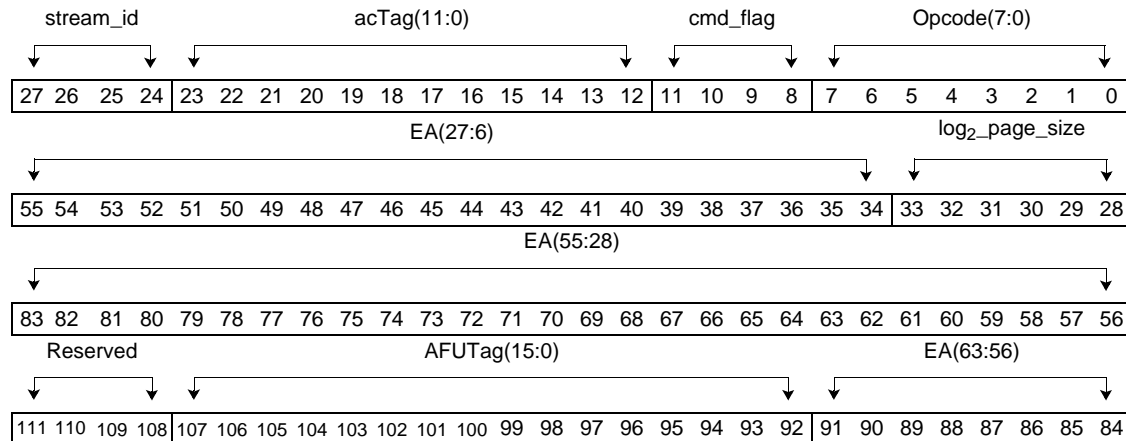 stream_id acTag(11:0) cmd_flag Opcode(7:0)
27 26 25 24 23 22 21 20 19 18 17 16 15 14 13 12 11 10 9 8 7 6 5 4 3 2 1 0
EA(27:6) log2_page_size
55 54 53 52 51 50 49 48 47 46 45 44 43 42 41 40 39 38 37 36 35 34 33 32 31 30 29 28
EA(55:28)
83 82 81 80 79 78 77 76 75 74 73 72 71 70 69 68 67 66 65 64 63 62 61 60 59 58 57 56
Reserved AFUTag(15:0) EA(63:56)
111 110 109 108 107 106 105 104 103 102 101 100 99 98 97 96 95 94 93 92 91 90 89 88 87 86 85 84